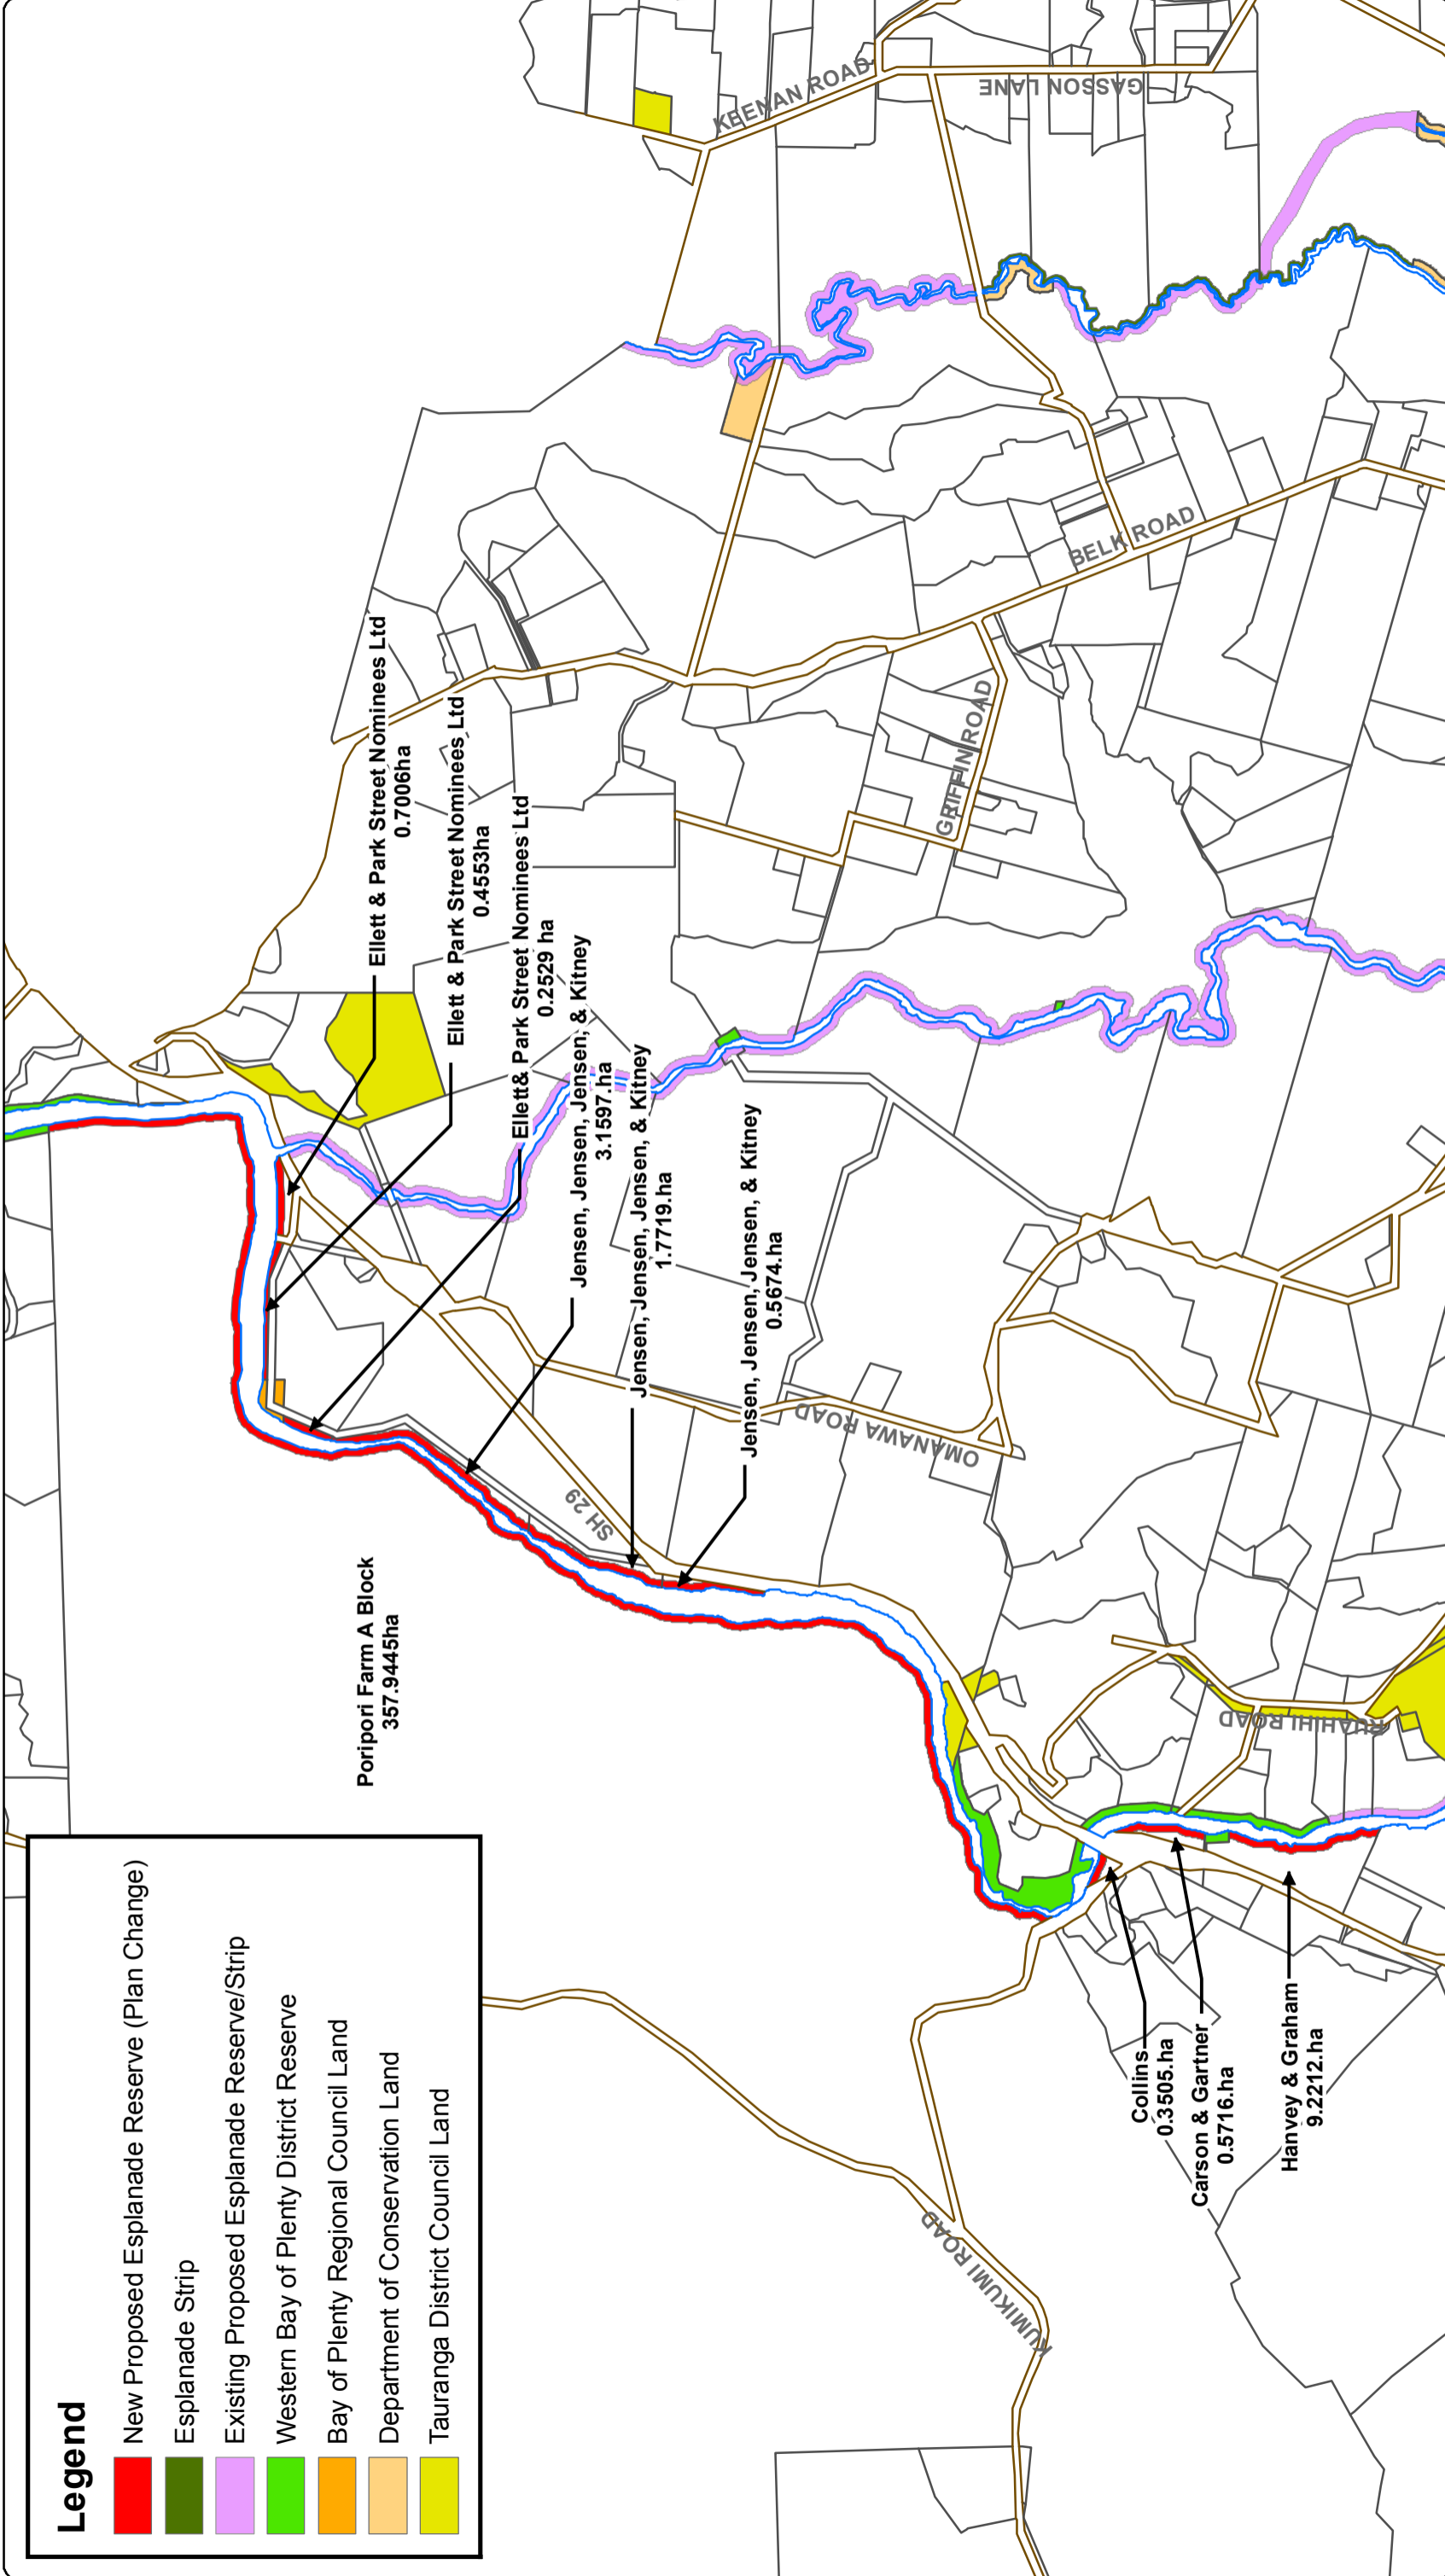 Legend
New Proposed Esplanade Reserve (Plan Change)
Esplanade Strip
Existing Proposed Esplanade Reserve/Strip
Western Bay of Plenty District Reserve
Bay of Plenty Regional Council Land
Department of Conservation Land
Tauranga District Council Land
Poripori Farm A Block
357.9445ha
Ellett & Park Street Nominees Ltd
0.7006ha
Ellett & Park Street Nominees Ltd
0.4553ha
Ellett& Park Street Nominees Ltd
0.2529 ha
Jensen, Jensen, Jensen, & Kitney
3.1597.ha
Jensen, Jensen, Jensen, & Kitney
1.7719.ha
Jensen, Jensen, Jensen, & Kitney
0.5674.ha
Collins
0.3505.ha
Carson & Gartner
0.5716.ha
Hanvey & Graham
9.2212.ha
KEENAN ROAD
GASSON LANE
BELK ROAD
GRIFFIN ROAD
SH 29
OMANAWA ROAD
RUAHIHI ROAD
KUMIKUMI ROAD